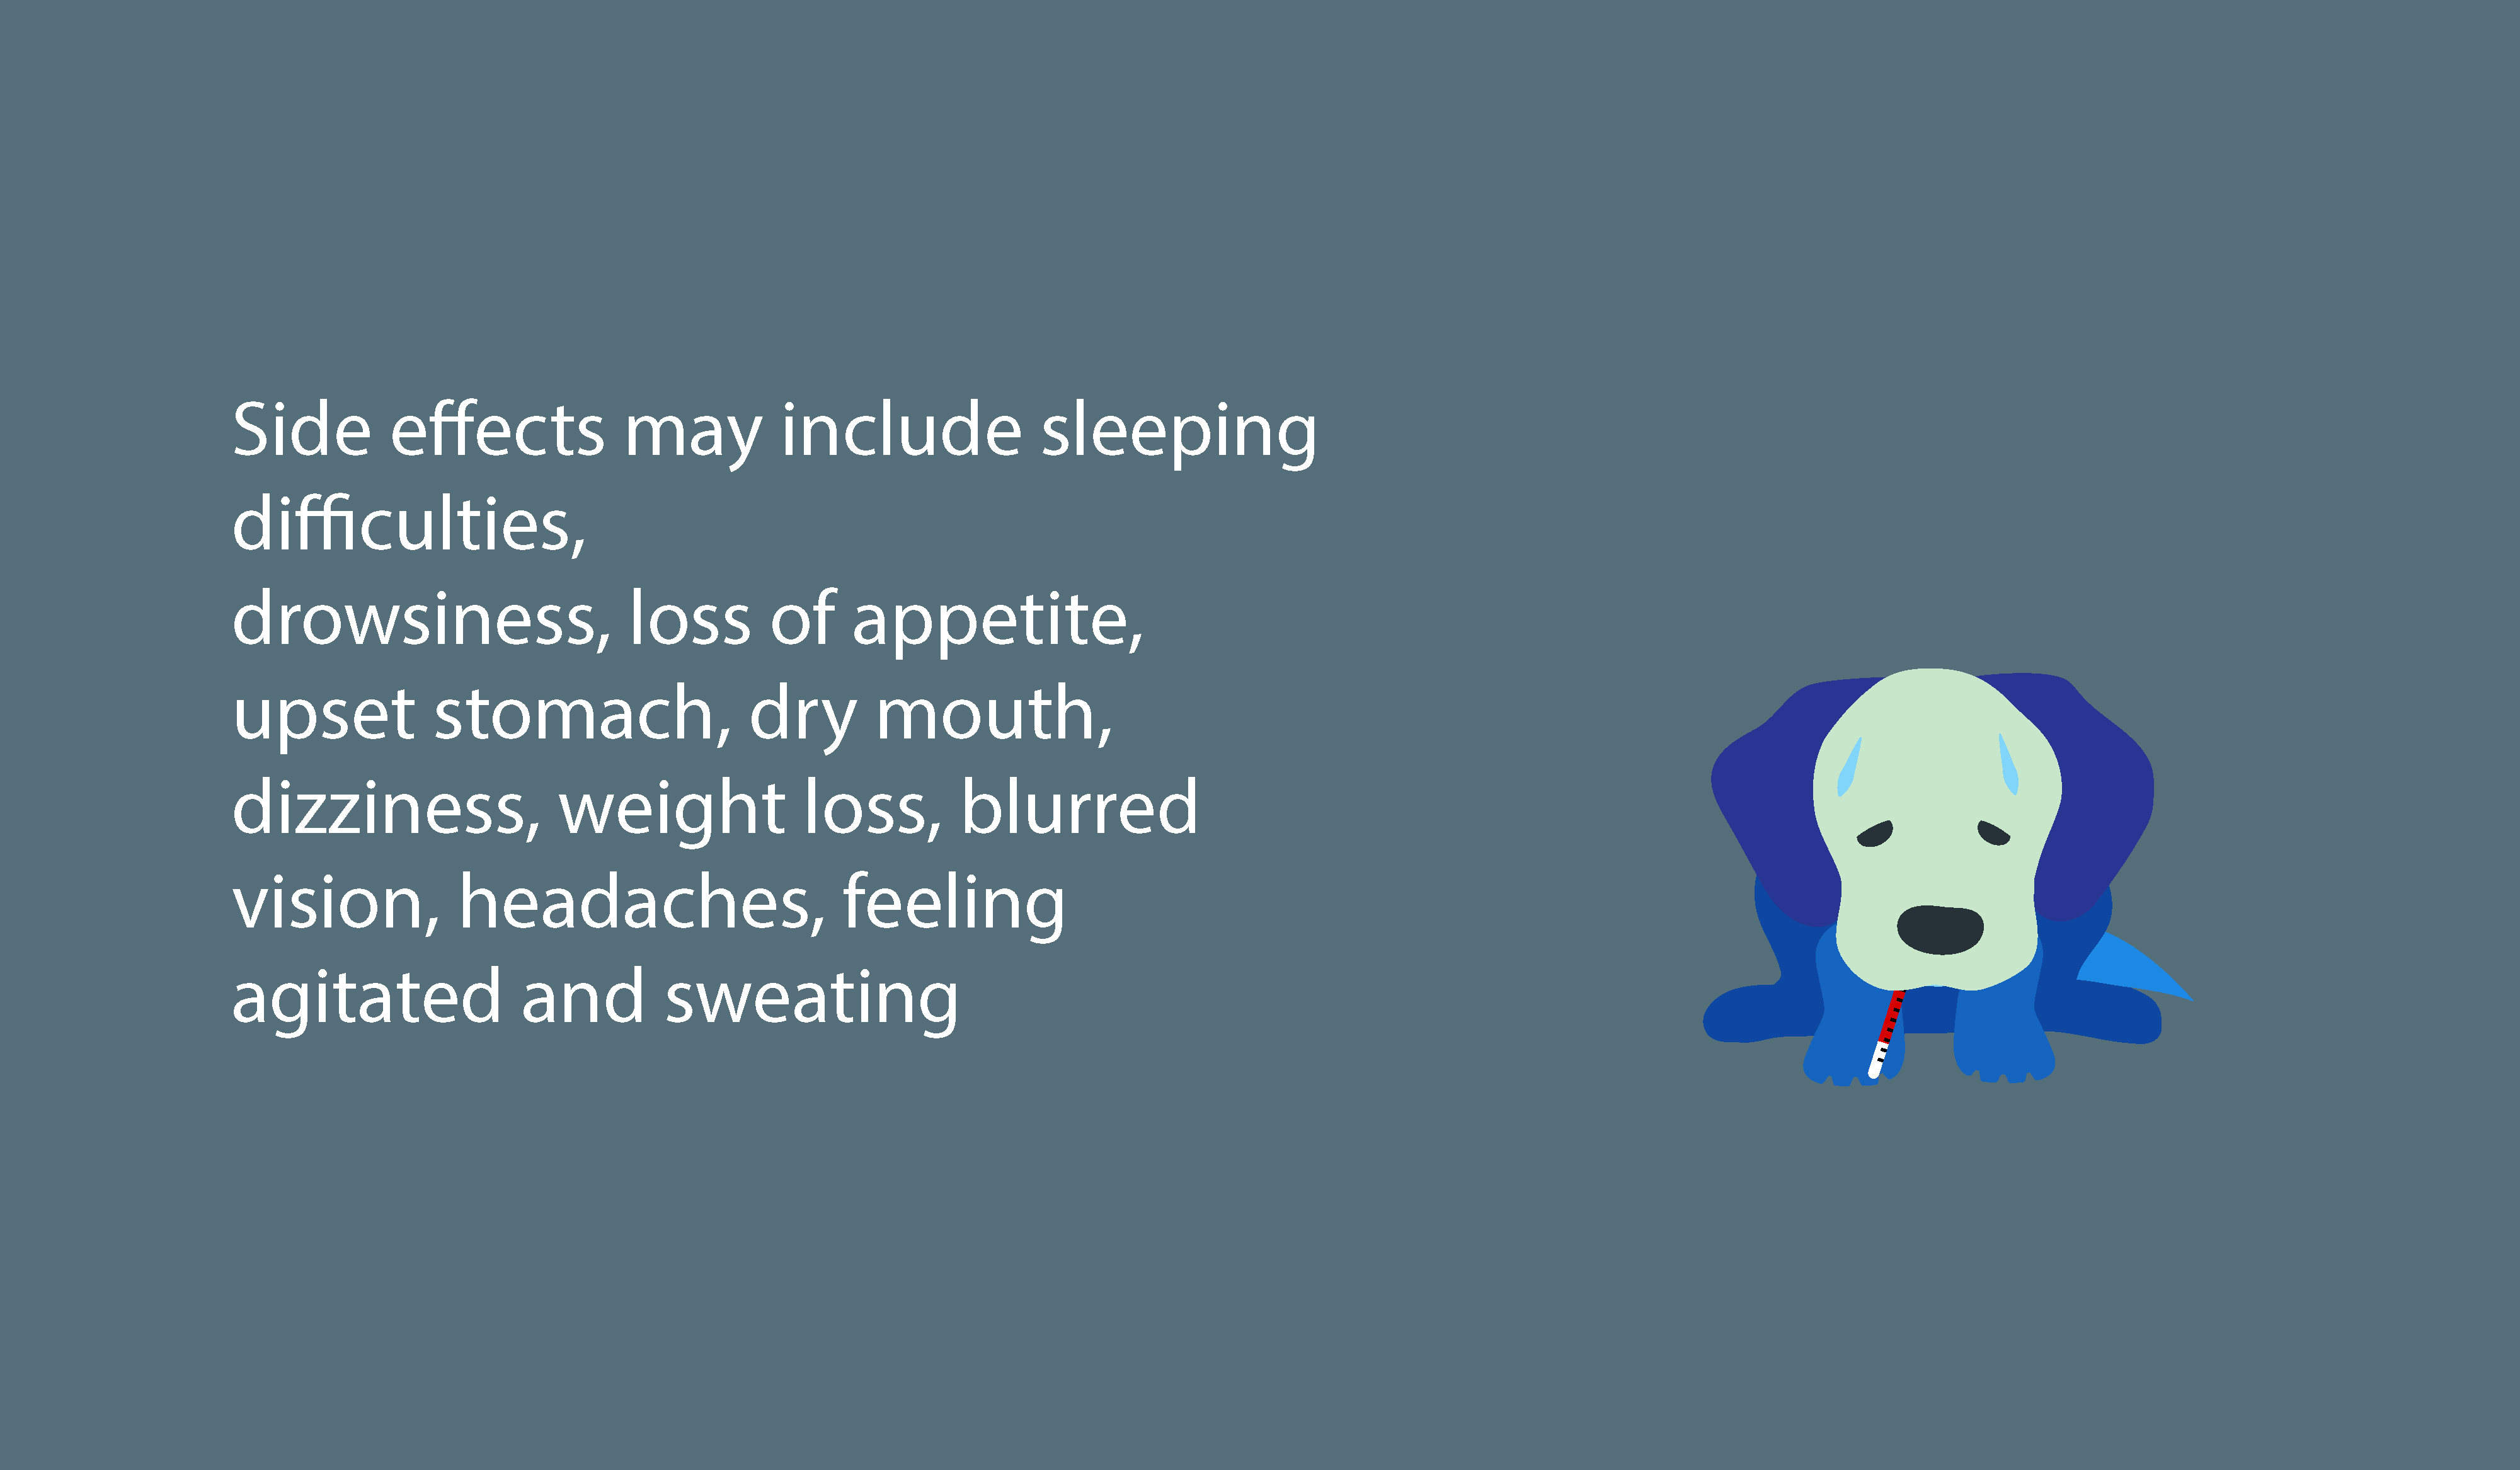 Side effects may include sleeping
difficulties,
drowsiness, loss of appetite,
upset stomach, dry mouth,
dizziness, weight loss, blurred
vision, headaches, feeling
agitated and sweating